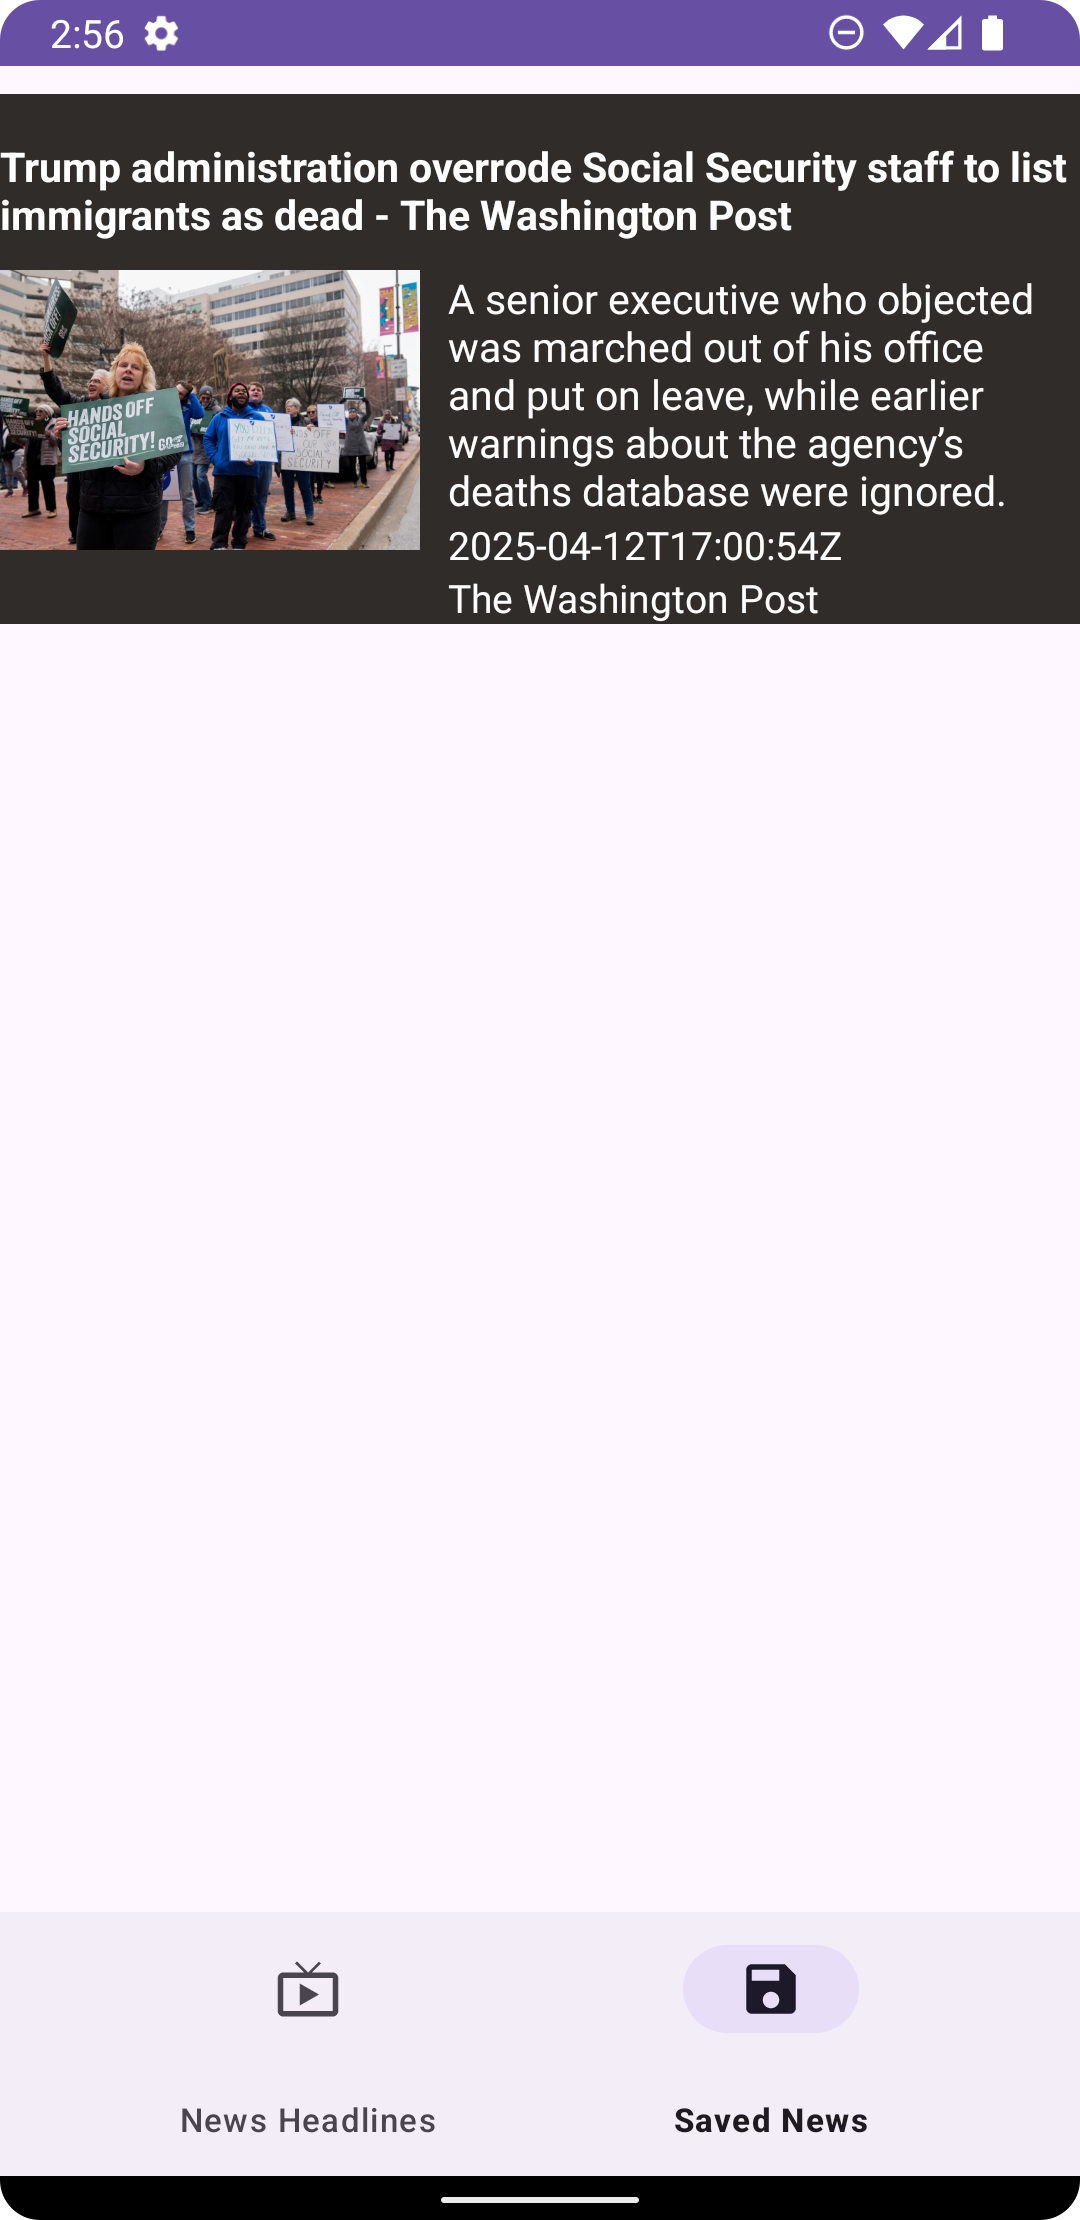 2:56
Trump administration overrode Social Security staff to list
immigrants as dead - The Washington Post
HANDS OFF
SOCIAL
SECURITY!
A senior executive who objected
was marched out of his office
and put on leave, while earlier
warnings about the agency’s
deaths database were ignored.
2025-04-12T17:00:54Z
The Washington Post
News Headlines
Saved News